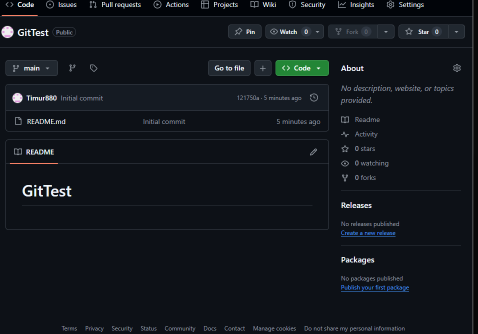 Code Issues Pull requests Actions Projects Wiki Security Insights Settings
GitTest Public
Pin Watch 0 Fork 0 Star 0
main Go to file + Code
Timur880 Initial commit 121750a · 5 minutes ago
README.md Initial commit 5 minutes ago
README
GitTest
About
No description, website, or topics
provided.
Readme
Activity
0 stars
0 watching
0 forks
Releases
No releases published
Create a new release
Packages
No packages published
Publish your first package
Terms Privacy Security Status Community Docs Contact Manage cookies Do not share my personal information